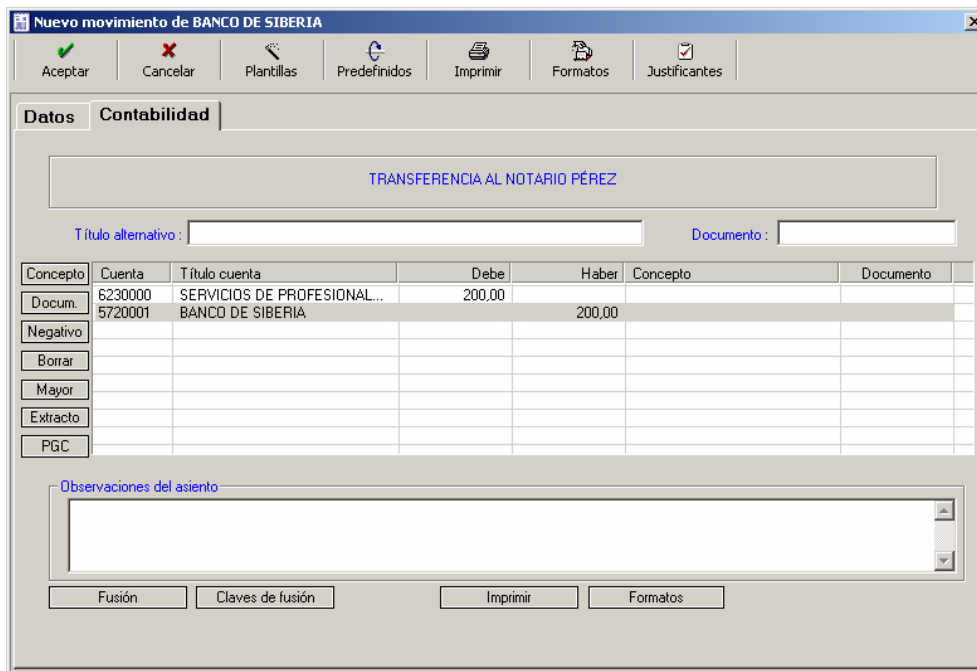 Nuevo movimiento de BANCO DE SIBERIA
Aceptar Cancelar Plantillas Predefinidos Imprimir Formatos Justificantes
Datos Contabilidad
TRANSFERENCIA AL NOTARIO PÉREZ
Título alternativo : Documento :
Concepto Cuenta Título cuenta Debe Haber Concepto Documento
6230000 SERVICIOS DE PROFESIONAL... 200,00
Docum.
5720001 BANCO DE SIBERIA 200,00
Negativo
Borrar
Mayor
Extracto
PGC
Observaciones del asiento
Fusión Claves de fusión Imprimir Formatos